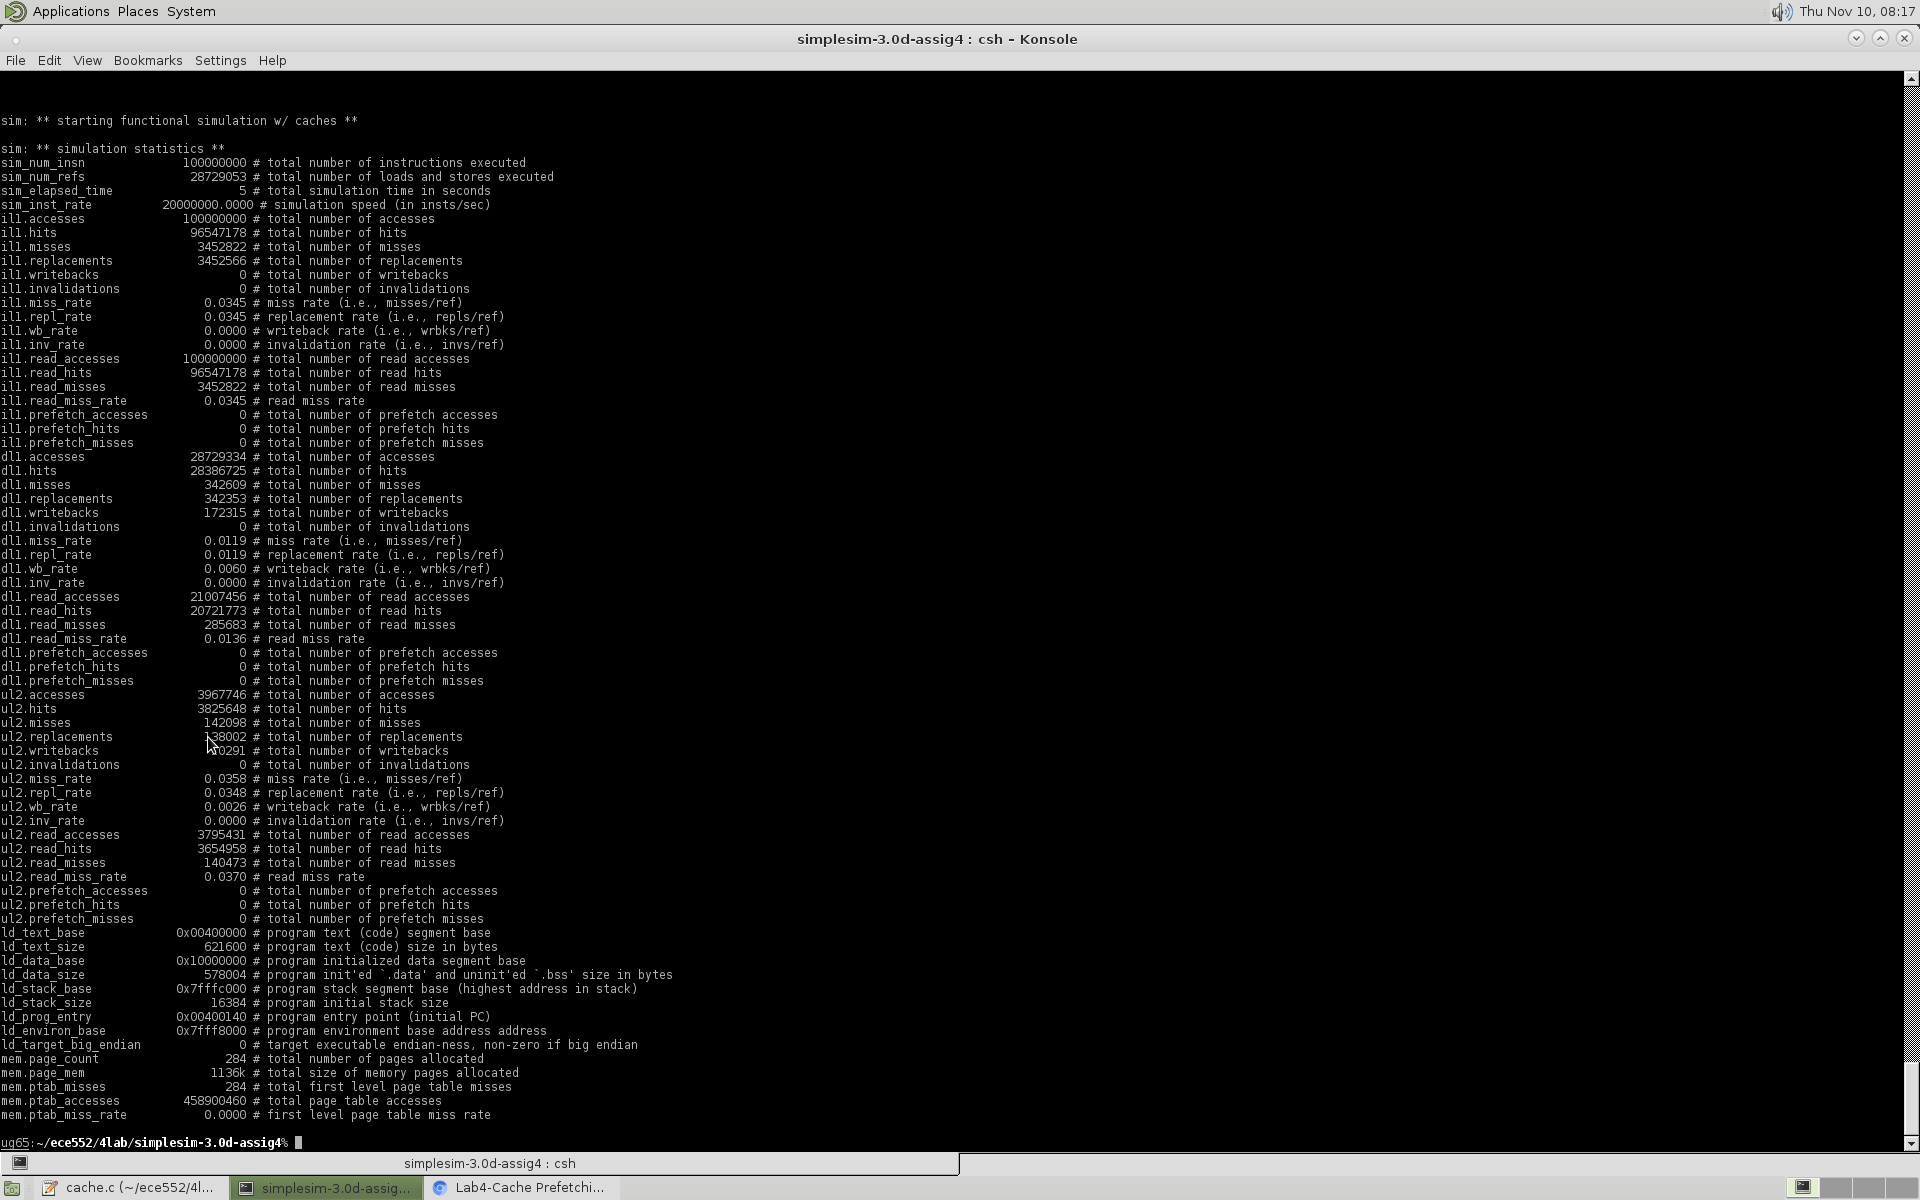 Applications Places System Thu Nov 10, 08:17
simplesim-3.0d-assig4 : csh – Konsole
File Edit View Bookmarks Settings Help
sim: ** starting functional simulation w/ caches **
sim: ** simulation statistics **
sim_num_insn 100000000 # total number of instructions executed
sim_num_refs 28729053 # total number of loads and stores executed
sim_elapsed_time 5 # total simulation time in seconds
sim_inst_rate 20000000.0000 # simulation speed (in insts/sec)
il1.accesses 100000000 # total number of accesses
il1.hits 96547178 # total number of hits
il1.misses 3452822 # total number of misses
il1.replacements 3452566 # total number of replacements
il1.writebacks 0 # total number of writebacks
il1.invalidations 0 # total number of invalidations
il1.miss_rate 0.0345 # miss rate (i.e., misses/ref)
il1.repl_rate 0.0345 # replacement rate (i.e., repls/ref)
il1.wb_rate 0.0000 # writeback rate (i.e., wrbks/ref)
il1.inv_rate 0.0000 # invalidation rate (i.e., invs/ref)
il1.read_accesses 100000000 # total number of read accesses
il1.read_hits 96547178 # total number of read hits
il1.read_misses 3452822 # total number of read misses
il1.read_miss_rate 0.0345 # read miss rate
il1.prefetch_accesses 0 # total number of prefetch accesses
il1.prefetch_hits 0 # total number of prefetch hits
il1.prefetch_misses 0 # total number of prefetch misses
dl1.accesses 28729334 # total number of accesses
dl1.hits 28386725 # total number of hits
dl1.misses 342609 # total number of misses
dl1.replacements 342353 # total number of replacements
dl1.writebacks 172315 # total number of writebacks
dl1.invalidations 0 # total number of invalidations
dl1.miss_rate 0.0119 # miss rate (i.e., misses/ref)
dl1.repl_rate 0.0119 # replacement rate (i.e., repls/ref)
dl1.wb_rate 0.0060 # writeback rate (i.e., wrbks/ref)
dl1.inv_rate 0.0000 # invalidation rate (i.e., invs/ref)
dl1.read_accesses 21007456 # total number of read accesses
dl1.read_hits 20721773 # total number of read hits
dl1.read_misses 285683 # total number of read misses
dl1.read_miss_rate 0.0136 # read miss rate
dl1.prefetch_accesses 0 # total number of prefetch accesses
dl1.prefetch_hits 0 # total number of prefetch hits
dl1.prefetch_misses 0 # total number of prefetch misses
ul2.accesses 3967746 # total number of accesses
ul2.hits 3825648 # total number of hits
ul2.misses 142098 # total number of misses
ul2.replacements 138002 # total number of replacements
ul2.writebacks # total number of writebacks
ul2.invalidations 0 # total number of invalidations
ul2.miss_rate 0.0358 # miss rate (i.e., misses/ref)
ul2.repl_rate 0.0348 # replacement rate (i.e., repls/ref)
ul2.wb_rate 0.0026 # writeback rate (i.e., wrbks/ref)
ul2.inv_rate 0.0000 # invalidation rate (i.e., invs/ref)
ul2.read_accesses 3795431 # total number of read accesses
ul2.read_hits 3654958 # total number of read hits
ul2.read_misses 140473 # total number of read misses
ul2.read_miss_rate 0.0370 # read miss rate
ul2.prefetch_accesses 0 # total number of prefetch accesses
ul2.prefetch_hits 0 # total number of prefetch hits
ul2.prefetch_misses 0 # total number of prefetch misses
ld_text_base 0x00400000 # program text (code) segment base
ld_text_size 621600 # program text (code) size in bytes
ld_data_base 0x10000000 # program initialized data segment base
ld_data_size 578004 # program init'ed `.data' and uninit'ed `.bss' size in bytes
ld_stack_base 0x7fffc000 # program stack segment base (highest address in stack)
ld_stack_size 16384 # program initial stack size
ld_prog_entry 0x00400140 # program entry point (initial PC)
ld_environ_base 0x7fff8000 # program environment base address address
ld_target_big_endian 0 # target executable endian-ness, non-zero if big endian
mem.page_count 284 # total number of pages allocated
mem.page_mem 1136k # total size of memory pages allocated
mem.ptab_misses 284 # total first level page table misses
mem.ptab_accesses 458900460 # total page table accesses
mem.ptab_miss_rate 0.0000 # first level page table miss rate
ug65:~/ece552/4lab/simplesim-3.0d-assig4%
simplesim-3.0d-assig4 : csh
cache.c (~/ece552/4l... simplesim-3.0d-assig... Lab4-Cache Prefetchi...